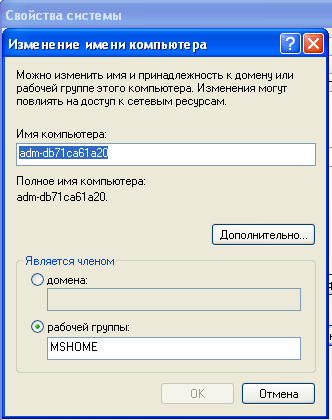 Свойства системы
Изменение имени компьютера
Можно изменить имя и принадлежность к домену или
рабочей группе этого компьютера. Изменения могут
повлиять на доступ к сетевым ресурсам.
Имя компьютера:
adm-db71ca61a20
Полное имя компьютера:
adm-db71ca61a20.
Дополнительно...
Является членом
домена:
рабочей группы:
MSHOME
ОК
Отмена